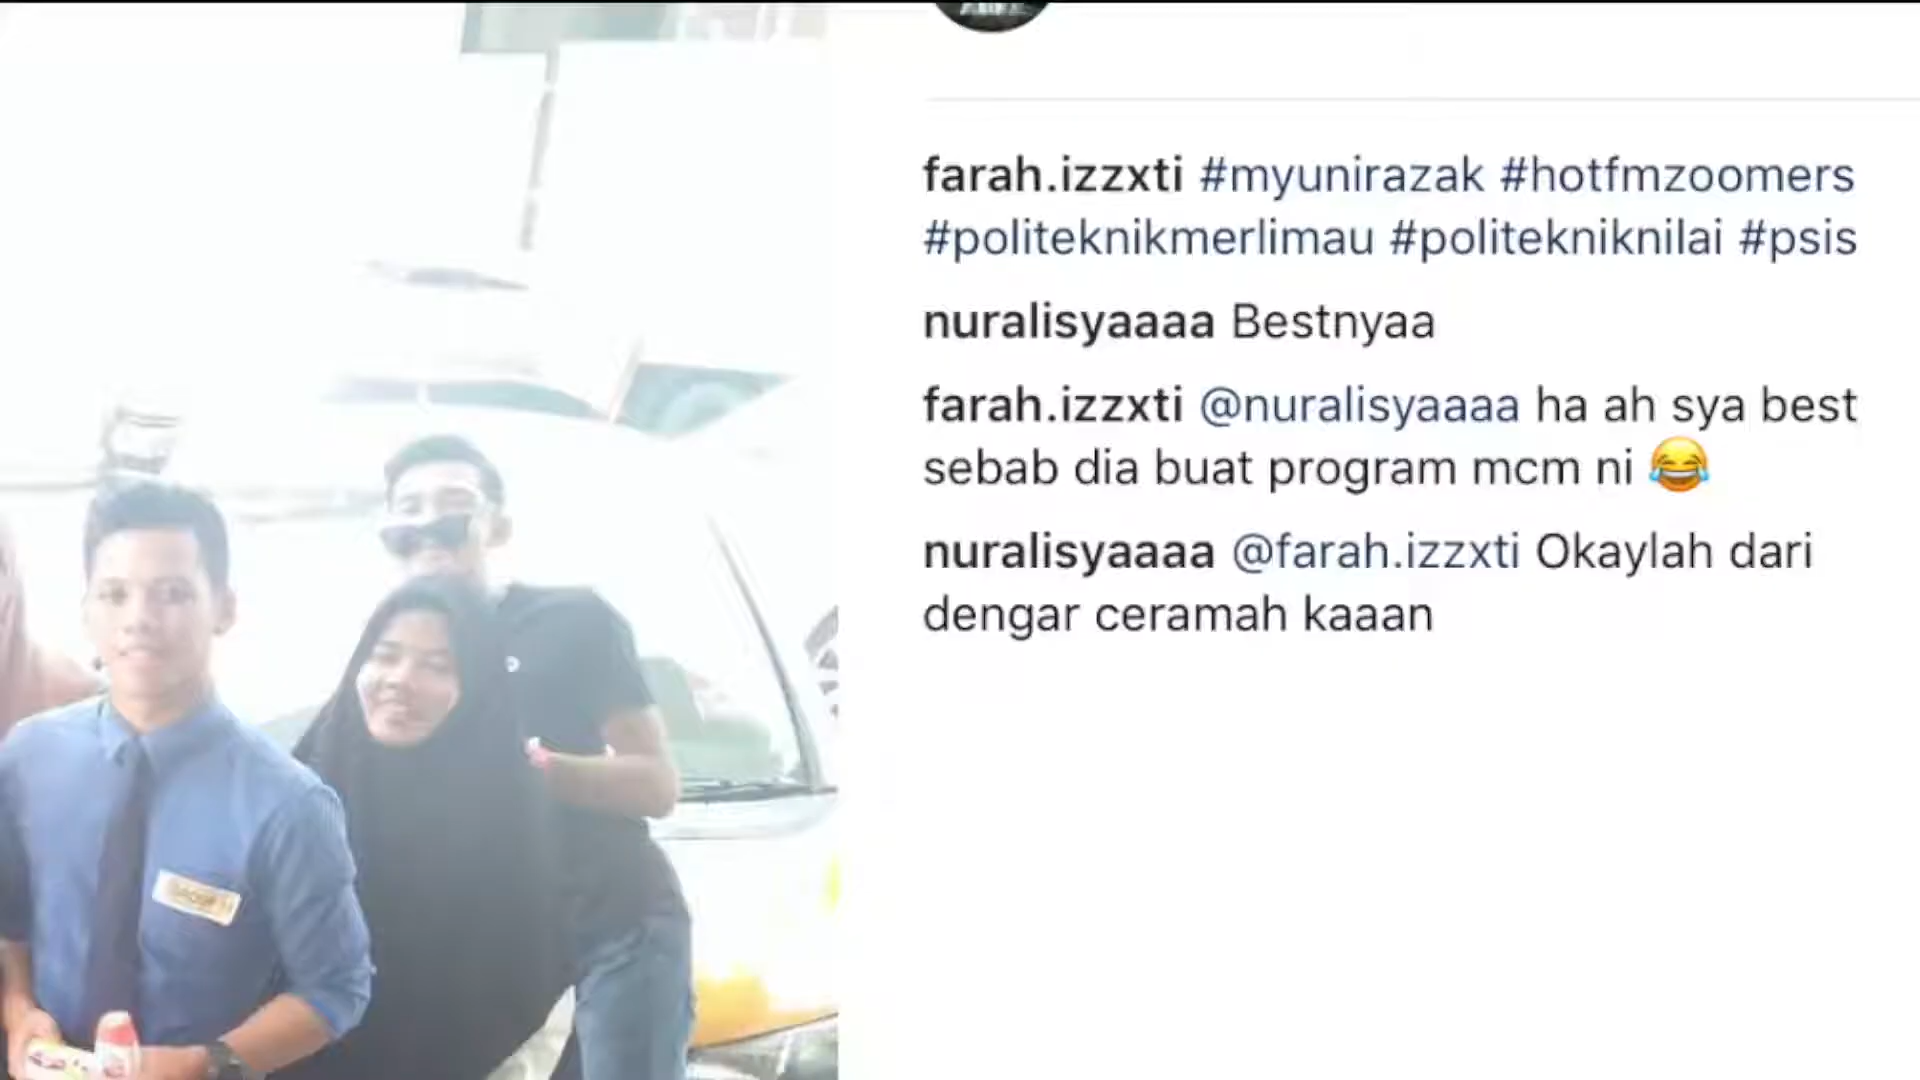 farah.izzxti #myunirazak #hotfmzoomers
#politeknikmerlimau #politekniknilai #psis
nuralisyaaaa Bestnyaa
farah.izzxti @nuralisyaaaa ha ah sya best
sebab dia buat program mcm ni 😂
nuralisyaaaa @farah.izzxti Okaylah dari
dengar ceramah kaaan